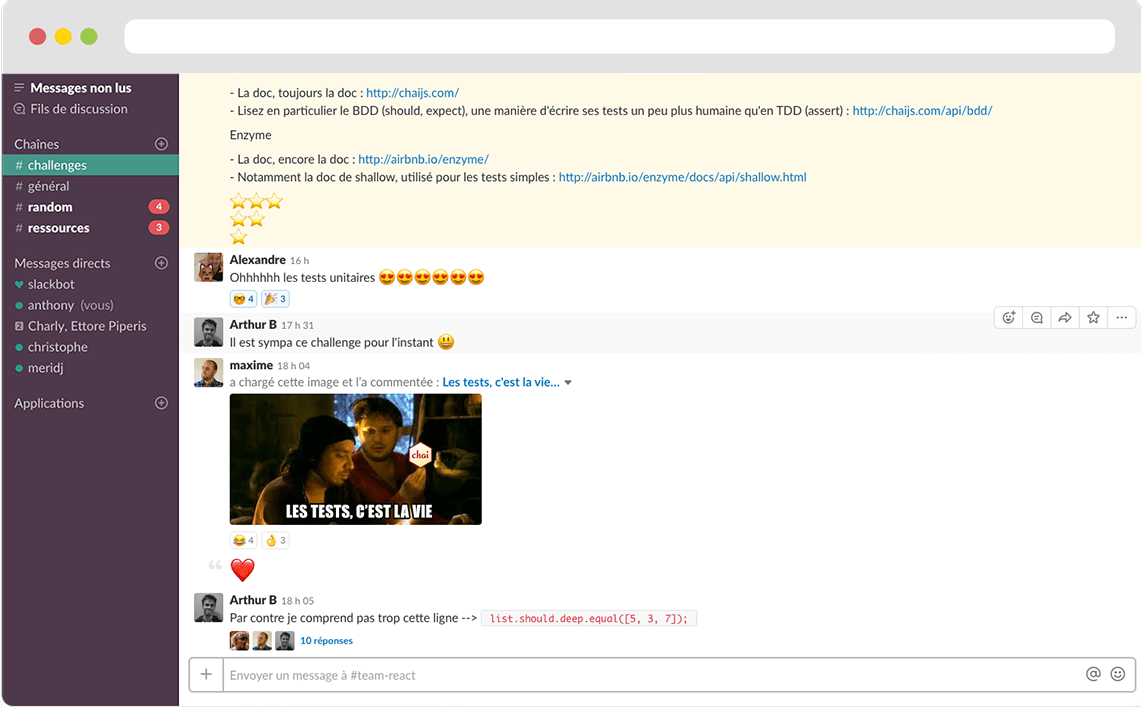 Messages non lus
Fils de discussion
Chaînes
# challenges
# général
# random 4
# ressources 3
Messages directs
slackbot
anthony (vous)
2 Charly, Ettore Piperis
christophe
meridj
Applications
- La doc, toujours la doc : http://chaijs.com/
- Lisez en particulier le BDD (should, expect), une manière d'écrire ses tests un peu plus humaine qu'en TDD (assert) : http://chaijs.com/api/bdd/
Enzyme
- La doc, encore la doc : http://airbnb.io/enzyme/
- Notamment la doc de shallow, utilisé pour les tests simples : http://airbnb.io/enzyme/docs/api/shallow.html
Alexandre 16 h
Ohhhhhh les tests unitaires 😍😍😍😍😍😍
🤓 4 🎉 3
Arthur B 17 h 31
Il est sympa ce challenge pour l'instant 😃
maxime 18 h 04
a chargé cette image et l'a commentée : Les tests, c'est la vie...
chai
LES TESTS, C'EST LA VIE
😂 4 👌 3
Arthur B 18 h 05
Par contre je comprend pas trop cette ligne --> list.should.deep.equal([5, 3, 7]);
10 réponses
Envoyer un message à #team-react